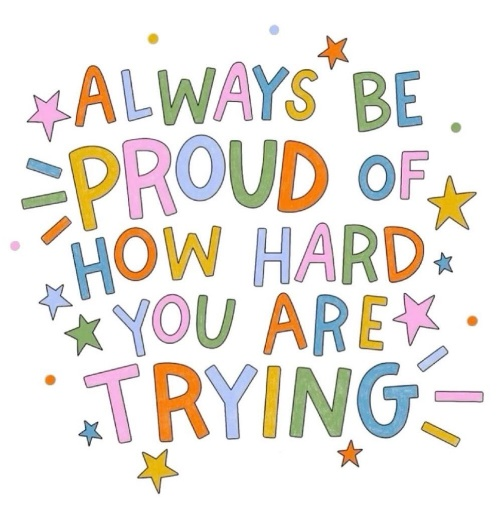 ALWAYS BE
PROUD OF
HOW HARD
YOU ARE
TRYING